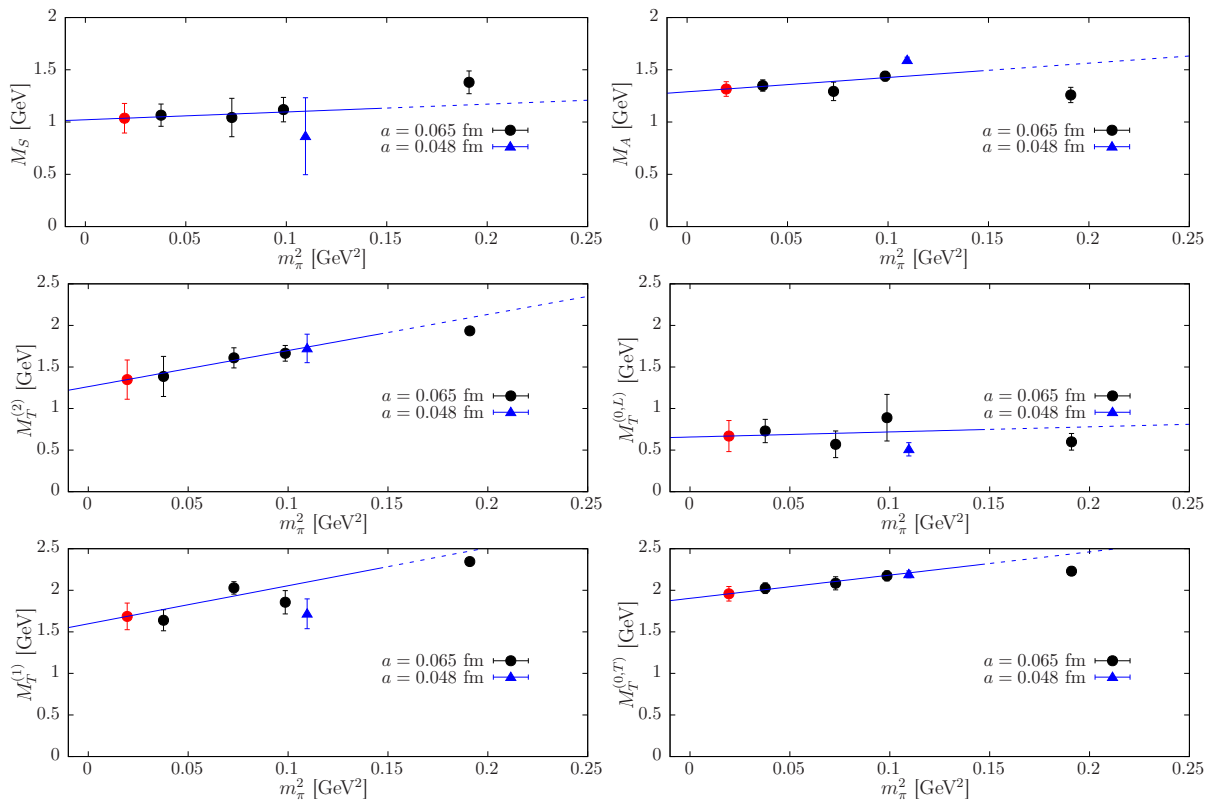 2
1.5
1
0.5
0
M_S [GeV]
a = 0.065 fm
a = 0.048 fm
0 0.05 0.1 0.15 0.2 0.25
m_π^2 [GeV^2]
2
1.5
1
0.5
0
M_A [GeV]
a = 0.065 fm
a = 0.048 fm
0 0.05 0.1 0.15 0.2 0.25
m_π^2 [GeV^2]
2.5
2
1.5
1
0.5
0
M_T^(2) [GeV]
a = 0.065 fm
a = 0.048 fm
0 0.05 0.1 0.15 0.2 0.25
m_π^2 [GeV^2]
2.5
2
1.5
1
0.5
0
M_T^(0,L) [GeV]
a = 0.065 fm
a = 0.048 fm
0 0.05 0.1 0.15 0.2 0.25
m_π^2 [GeV^2]
2.5
2
1.5
1
0.5
0
M_T^(1) [GeV]
a = 0.065 fm
a = 0.048 fm
0 0.05 0.1 0.15 0.2 0.25
m_π^2 [GeV^2]
2.5
2
1.5
1
0.5
0
M_T^(0,T) [GeV]
a = 0.065 fm
a = 0.048 fm
0 0.05 0.1 0.15 0.2 0.25
m_π^2 [GeV^2]